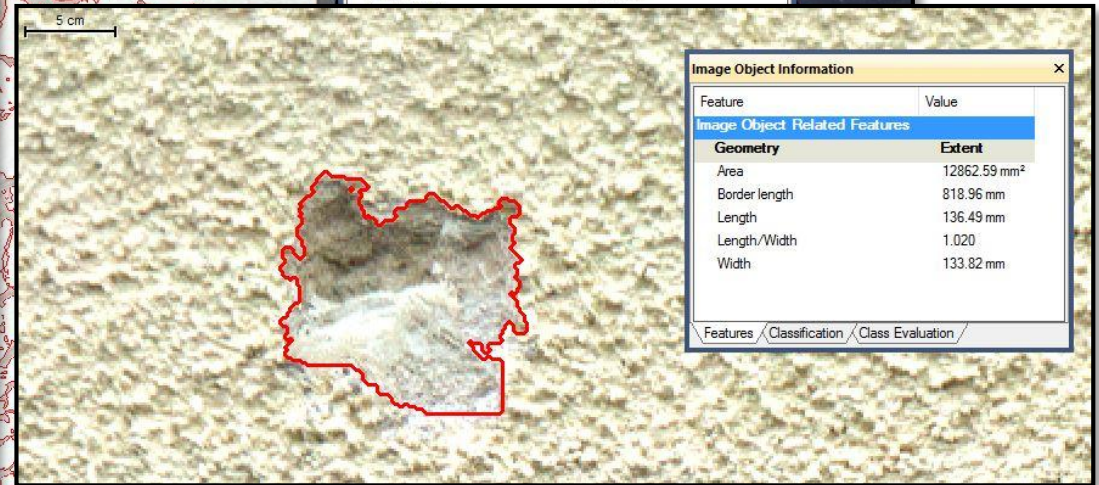 5 cm
Image Object Information ×
Feature Value
Image Object Related Features
Geometry Extent
Area 12862.59 mm²
Border length 818.96 mm
Length 136.49 mm
Length/Width 1.020
Width 133.82 mm
Features Classification Class Evaluation